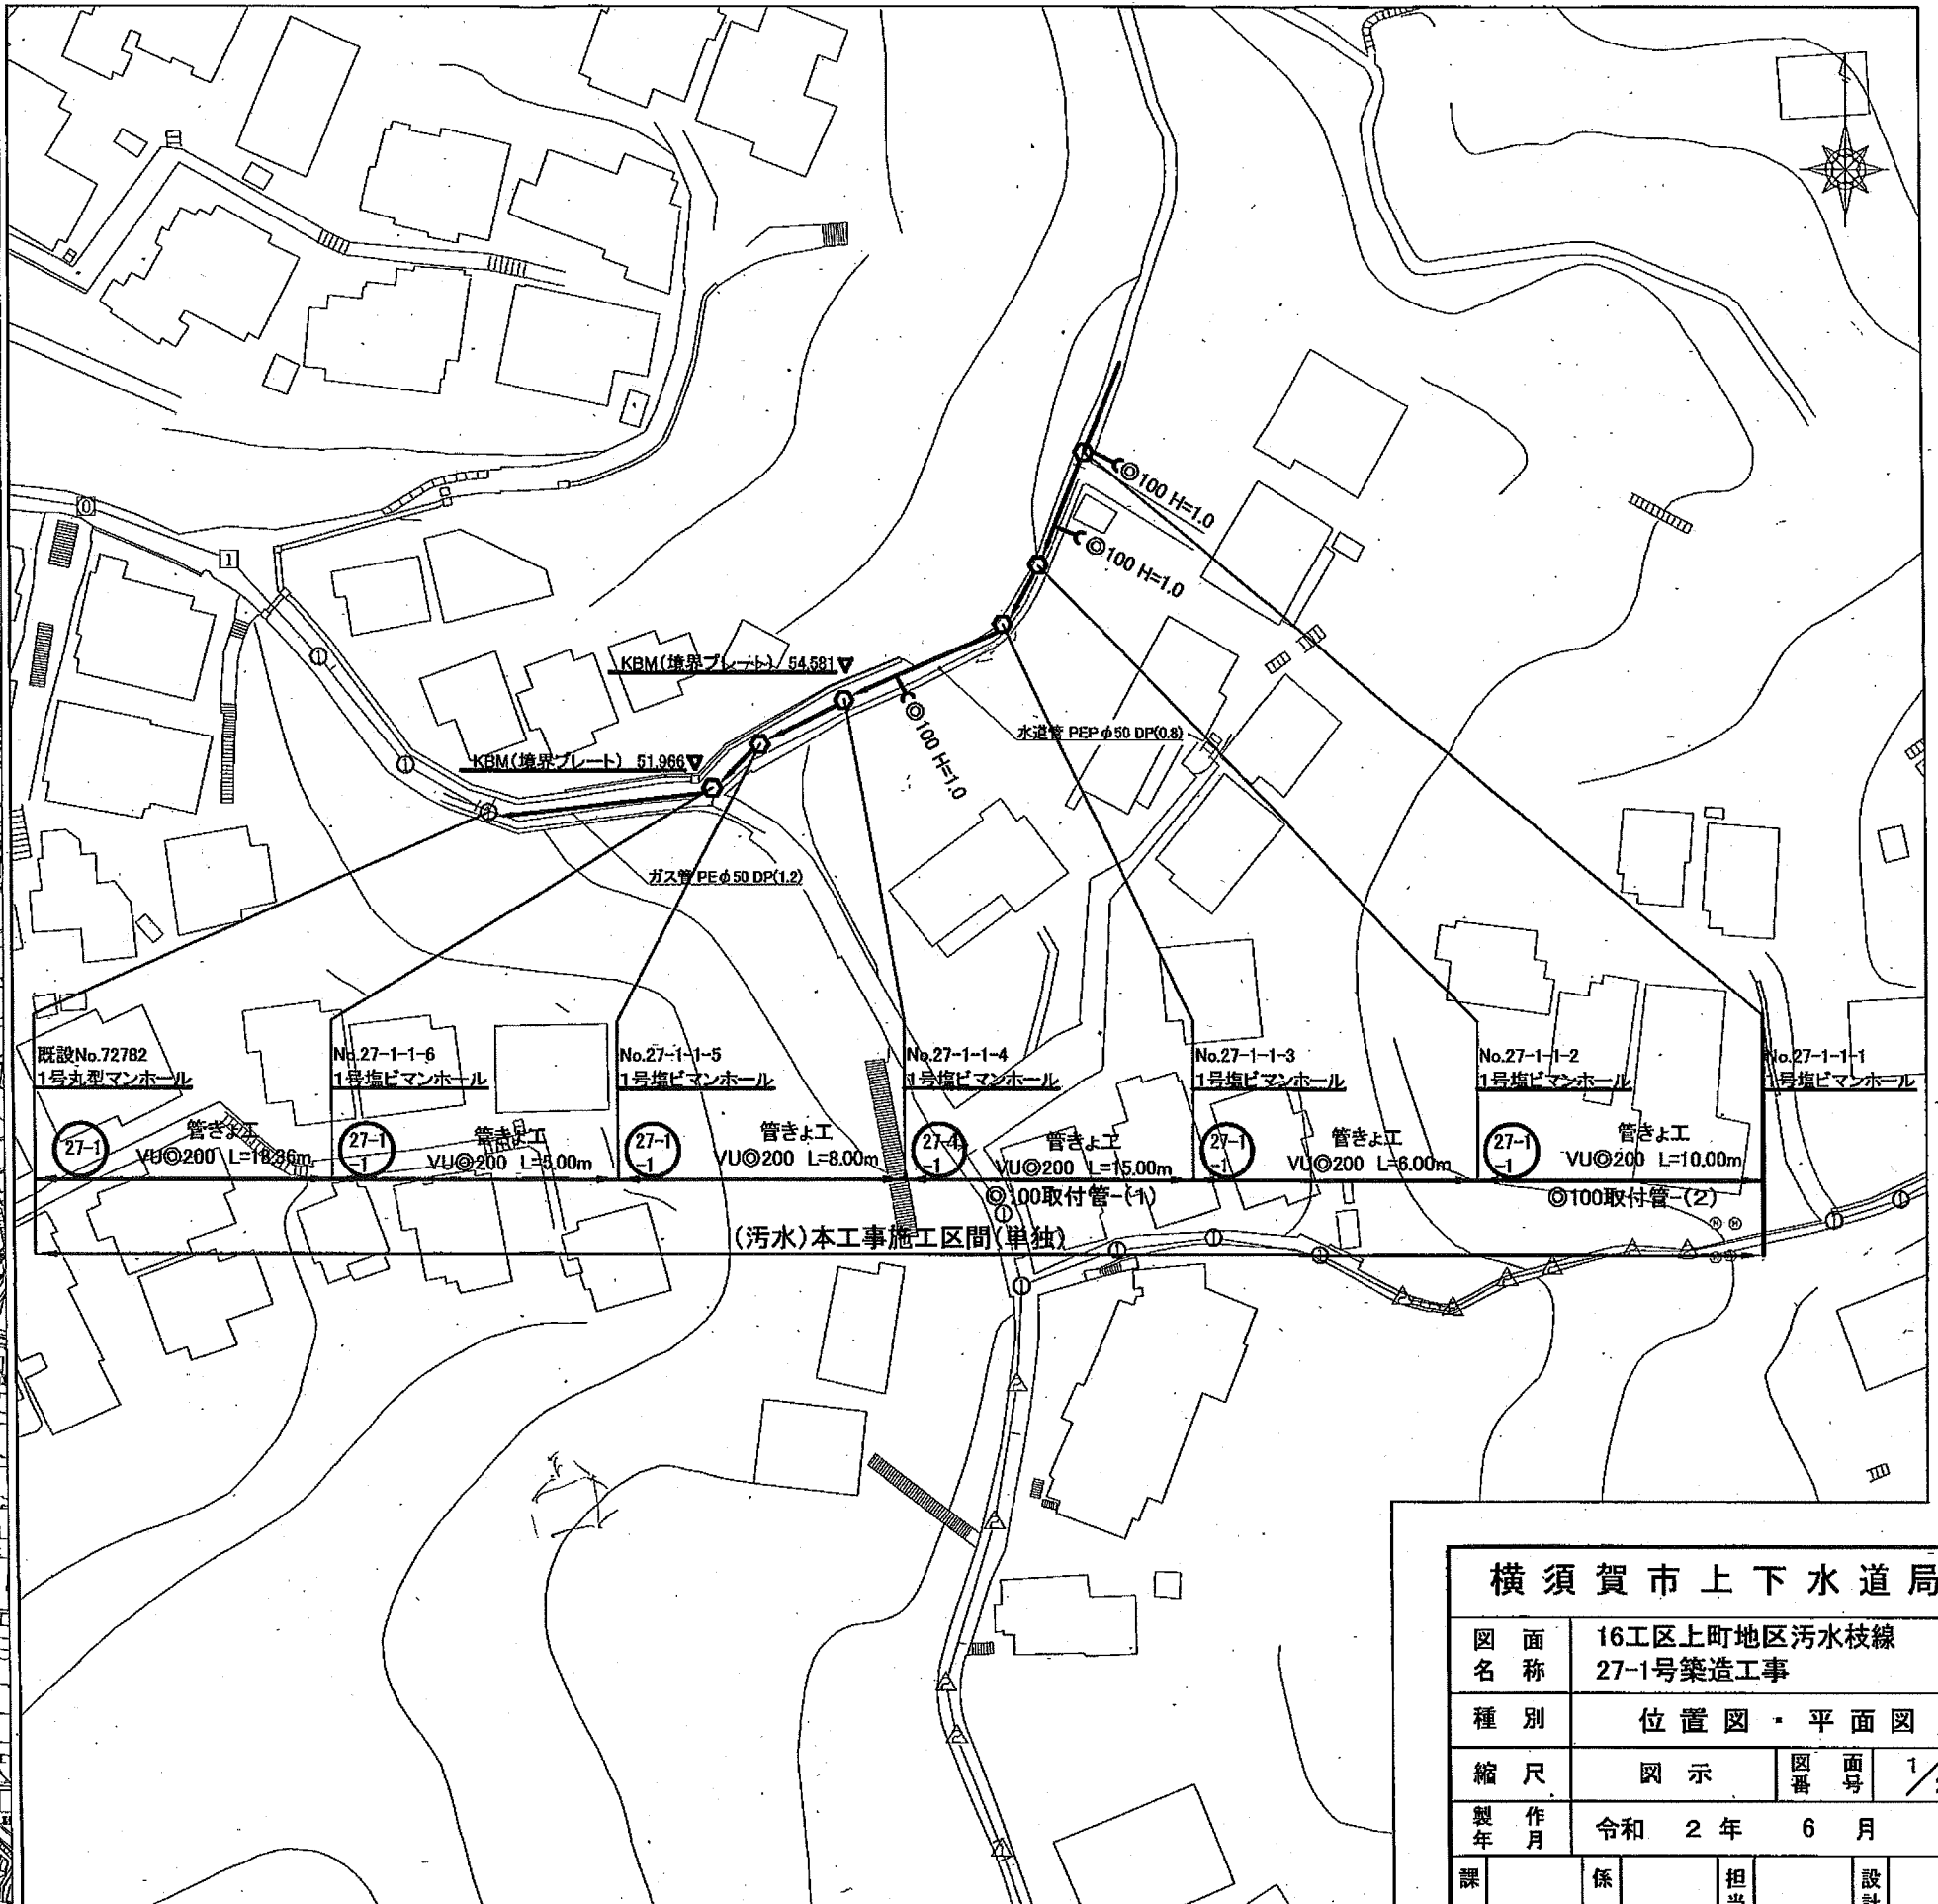 ◎100 H=1.0
◎100 H=1.0
KBM(境界プレート) 54.581
水道管 PEP φ50 DP(0.8)
◎100 H=1.0
KBM(境界プレート) 51.966
ガス管 PE φ50 DP(1.2)
既設No.72782
1号丸型マンホール
No.27-1-1-6
1号塩ビマンホール
No.27-1-1-5
1号塩ビマンホール
No.27-1-1-4
1号塩ビマンホール
No.27-1-1-3
1号塩ビマンホール
No.27-1-1-2
1号塩ビマンホール
No.27-1-1-1
1号塩ビマンホール
27-1
管きょ工
VU◎200 L=18.36m
27-1
-1
管きょ工
VU◎200 L=5.00m
27-1
-1
管きょ工
VU◎200 L=8.00m
27-1
-1
管きょ工
VU◎200 L=15.00m
27-1
-1
管きょ工
VU◎200 L=6.00m
27-1
-1
管きょ工
VU◎200 L=10.00m
◎100取付管-(1)
◎100取付管-(2)
(汚水)本工事施工区間(単独)
横須賀市上下水道局
図面名称
16工区上町地区汚水枝線
27-1号築造工事
種別
位置図・平面図
縮尺
図示
図面番号
1/
製作年月
令和 2年 6月
課
係
担当
設計